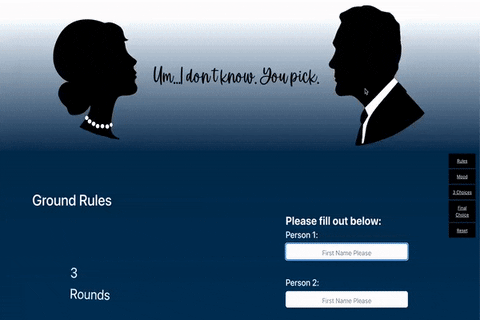 Um...I don't know. You pick.
Rules
Mood
3 Choices
Final
Choice
Reset
Ground Rules
3
Rounds
Please fill out below:
Person 1:
First Name Please
Person 2:
First Name Please